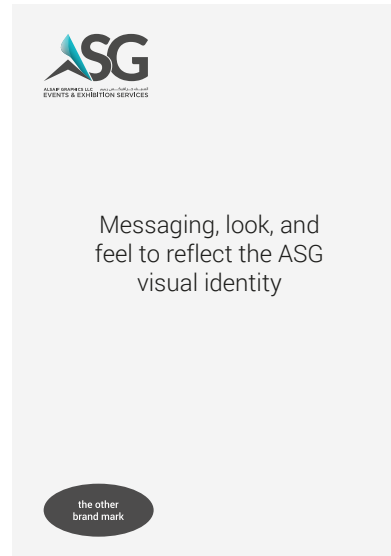 ASG
ALSAIF GRAPHICS LLC
EVENTS & EXHIBITION SERVICES
Messaging, look, and
feel to reflect the ASG
visual identity
the other
brand mark